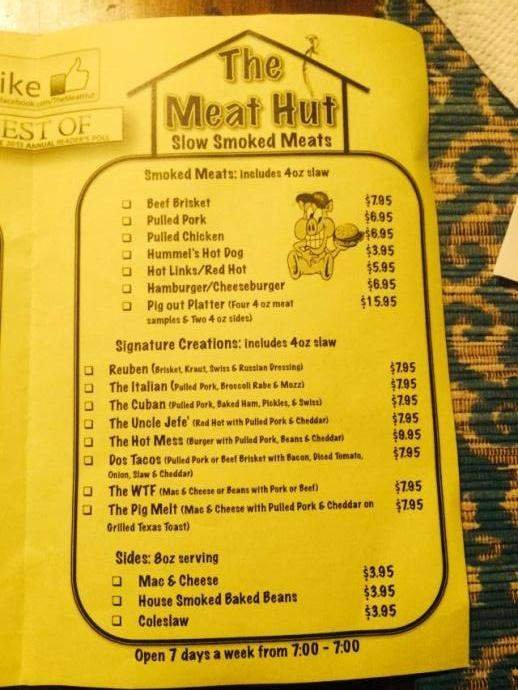 ike
facebook.com/TheMeatHut
EST OF
2013 ANNUAL READER'S POLL
The
Meat Hut
Slow Smoked Meats
Smoked Meats: includes 4oz slaw
Beef Brisket $7.95
Pulled Pork $6.95
Pulled Chicken $6.95
Hummel's Hot Dog $3.95
Hot Links/Red Hot $5.95
Hamburger/Cheeseburger $6.95
Pig out Platter (Four 4 oz meat $15.95
samples & Two 4 oz sides)
Signature Creations: includes 4oz slaw
Reuben (Brisket, Kraut, Swiss & Russian Dressing) $7.95
The Italian (Pulled Pork, Broccoli Rabe & Mozz) $7.95
The Cuban (Pulled Pork, Baked Ham, Pickles, & Swiss) $7.95
The Uncle Jefe' (Red Hot with Pulled Pork & Cheddar) $7.95
The Hot Mess (Burger with Pulled Pork, Beans & Cheddar) $9.95
Dos Tacos (Pulled Pork or Beef Brisket with Bacon, Diced Tomato, $7.95
Onion, Slaw & Cheddar)
The WTF (Mac & Cheese or Beans with Pork or Beef) $7.95
The Pig Melt (Mac & Cheese with Pulled Pork & Cheddar on $7.95
Grilled Texas Toast)
Sides: 8oz serving
Mac & Cheese $3.95
House Smoked Baked Beans $3.95
Coleslaw $3.95
Open 7 days a week from 7:00 - 7:00